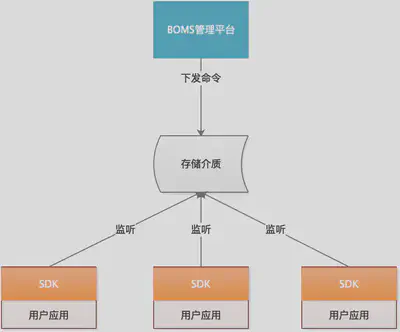 BOMS管理平台
下发命令
存储介质
监听 监听 监听
SDK SDK SDK
用户应用 用户应用 用户应用